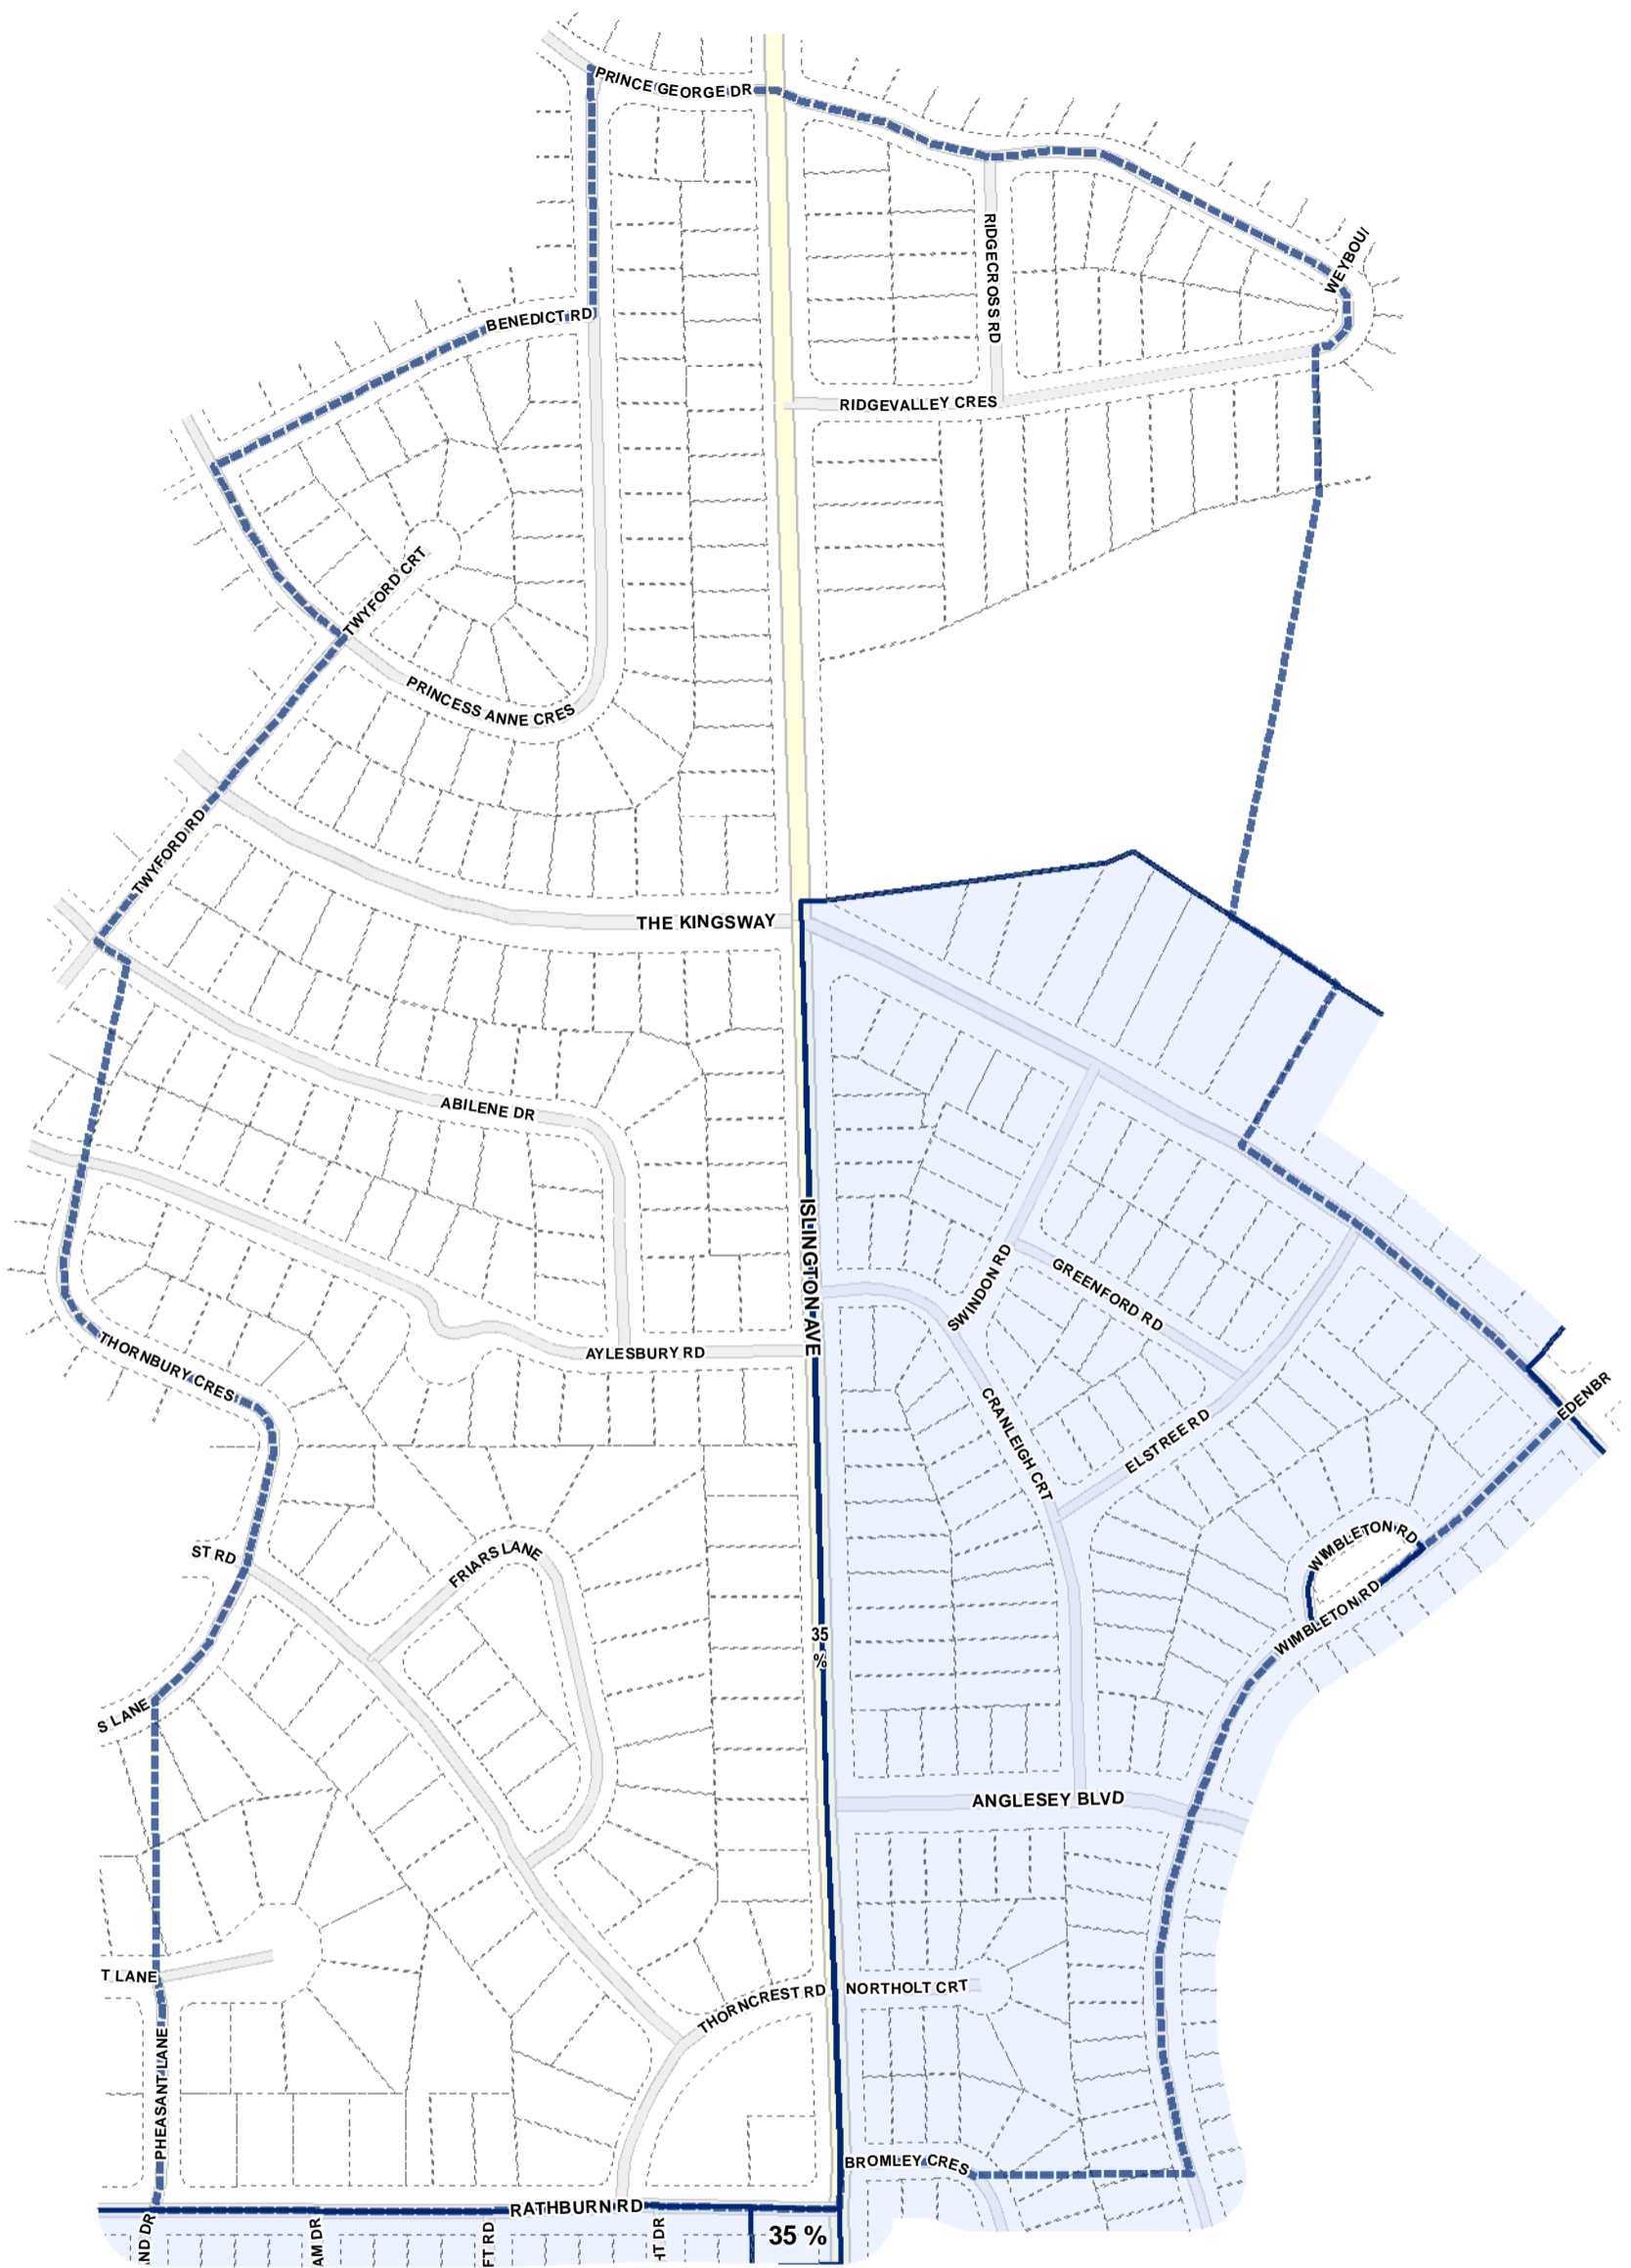 PRINCE GEORGE DR
RIDGECROSS RD
WEYBOU
BENEDICT RD
RIDGEVALLEY CRES
TWYFORD CRT
PRINCESS ANNE CRES
TWYFORD RD
THE KINGSWAY
ABILENE DR
ISLINGTON AVE
SWINDON RD
GREENFORD RD
AYLESBURY RD
THORNBURY CRES
CRANLEIGH CRT
ELSTREE RD
EDENBR
WIMBLETON RD
WIMBLETON RD
ST RD
FRIARS LANE
35
%
S LANE
ANGLESEY BLVD
T LANE
THORNCREST RD
NORTHOLT CRT
PHEASANT LANE
BROMLEY CRES
RATHBURN RD
ND DR
AM DR
FT RD
HT DR
35 %